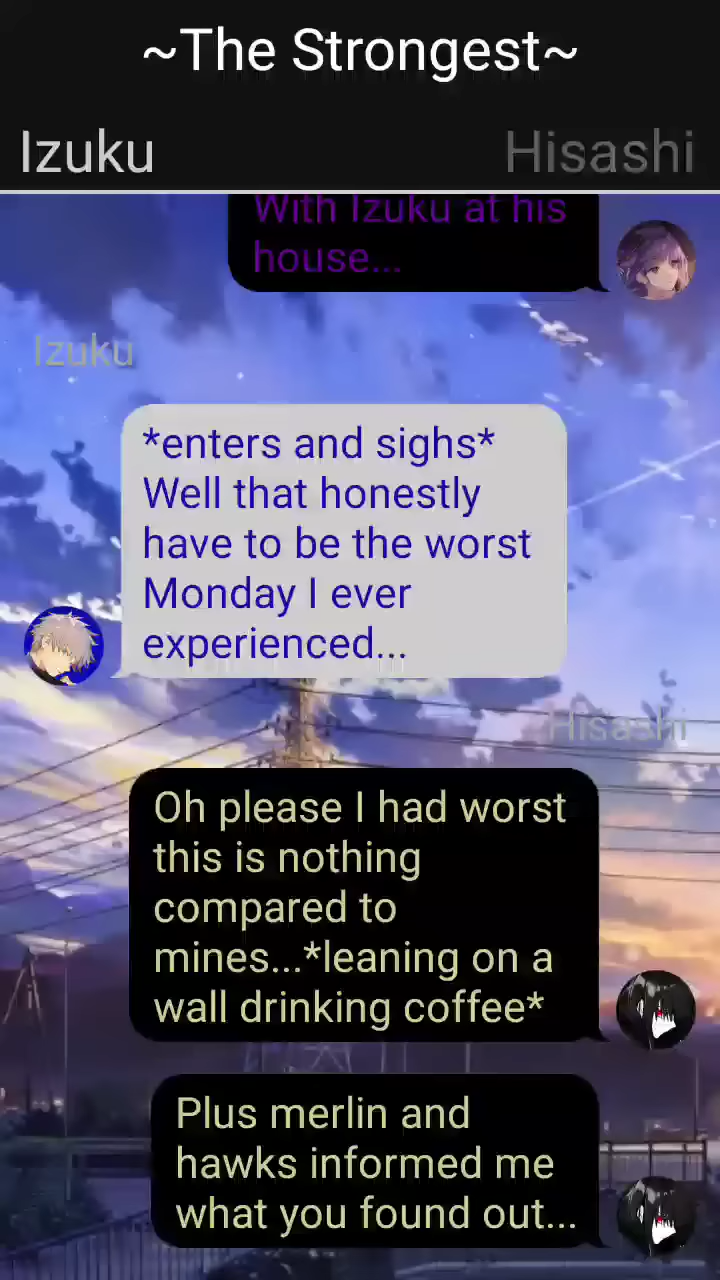 ~The Strongest~
Izuku
Hisashi
With Izuku at his
house...
Izuku
*enters and sighs*
Well that honestly
have to be the worst
Monday I ever
experienced...
Hisashi
Oh please I had worst
this is nothing
compared to
mines...*leaning on a
wall drinking coffee*
Plus merlin and
hawks informed me
what you found out...